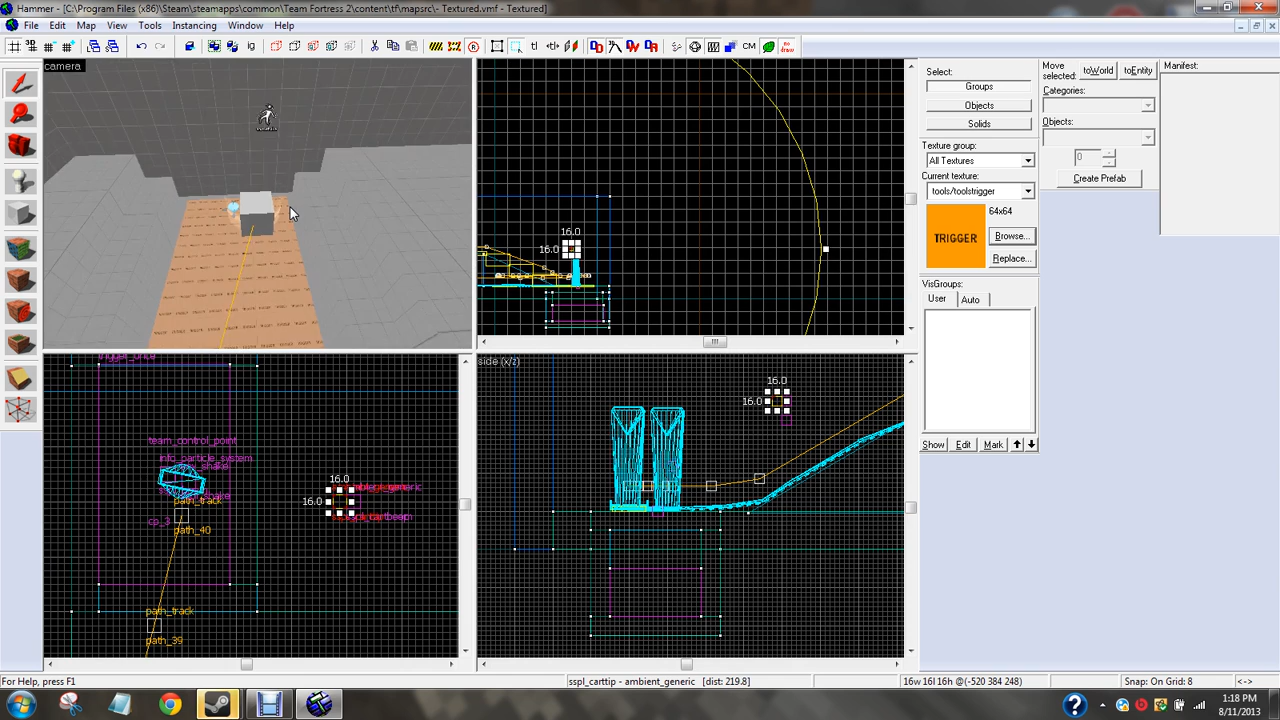 Hammer - [C:\Program Files (x86)\Steam\steamapps\common\Team Fortress 2\content\tf\mapsrc\- Textured.vmf - Textured]
File Edit Map View Tools Instancing Window Help
camera
16.0
16.0
side (x/z)
16.0
16.0
trigger_once
team_control_point
info_particle_system
path_track
cp_3
path_40
path_track
path_39
16.0
16.0
Select:
Groups
Objects
Solids
Texture group:
All Textures
Current texture:
tools/toolstrigger
64x64
TRIGGER
Browse...
Replace...
VisGroups:
User Auto
Show Edit Mark
Move selected:
toWorld toEntity
Categories:
Objects:
0
Create Prefab
Manifest:
For Help, press F1
sspl_carttip - ambient_generic [dist: 219.8]
16w 16l 16h @(-520 384 248)
Snap: On Grid: 8
<->
1:18 PM
8/11/2013